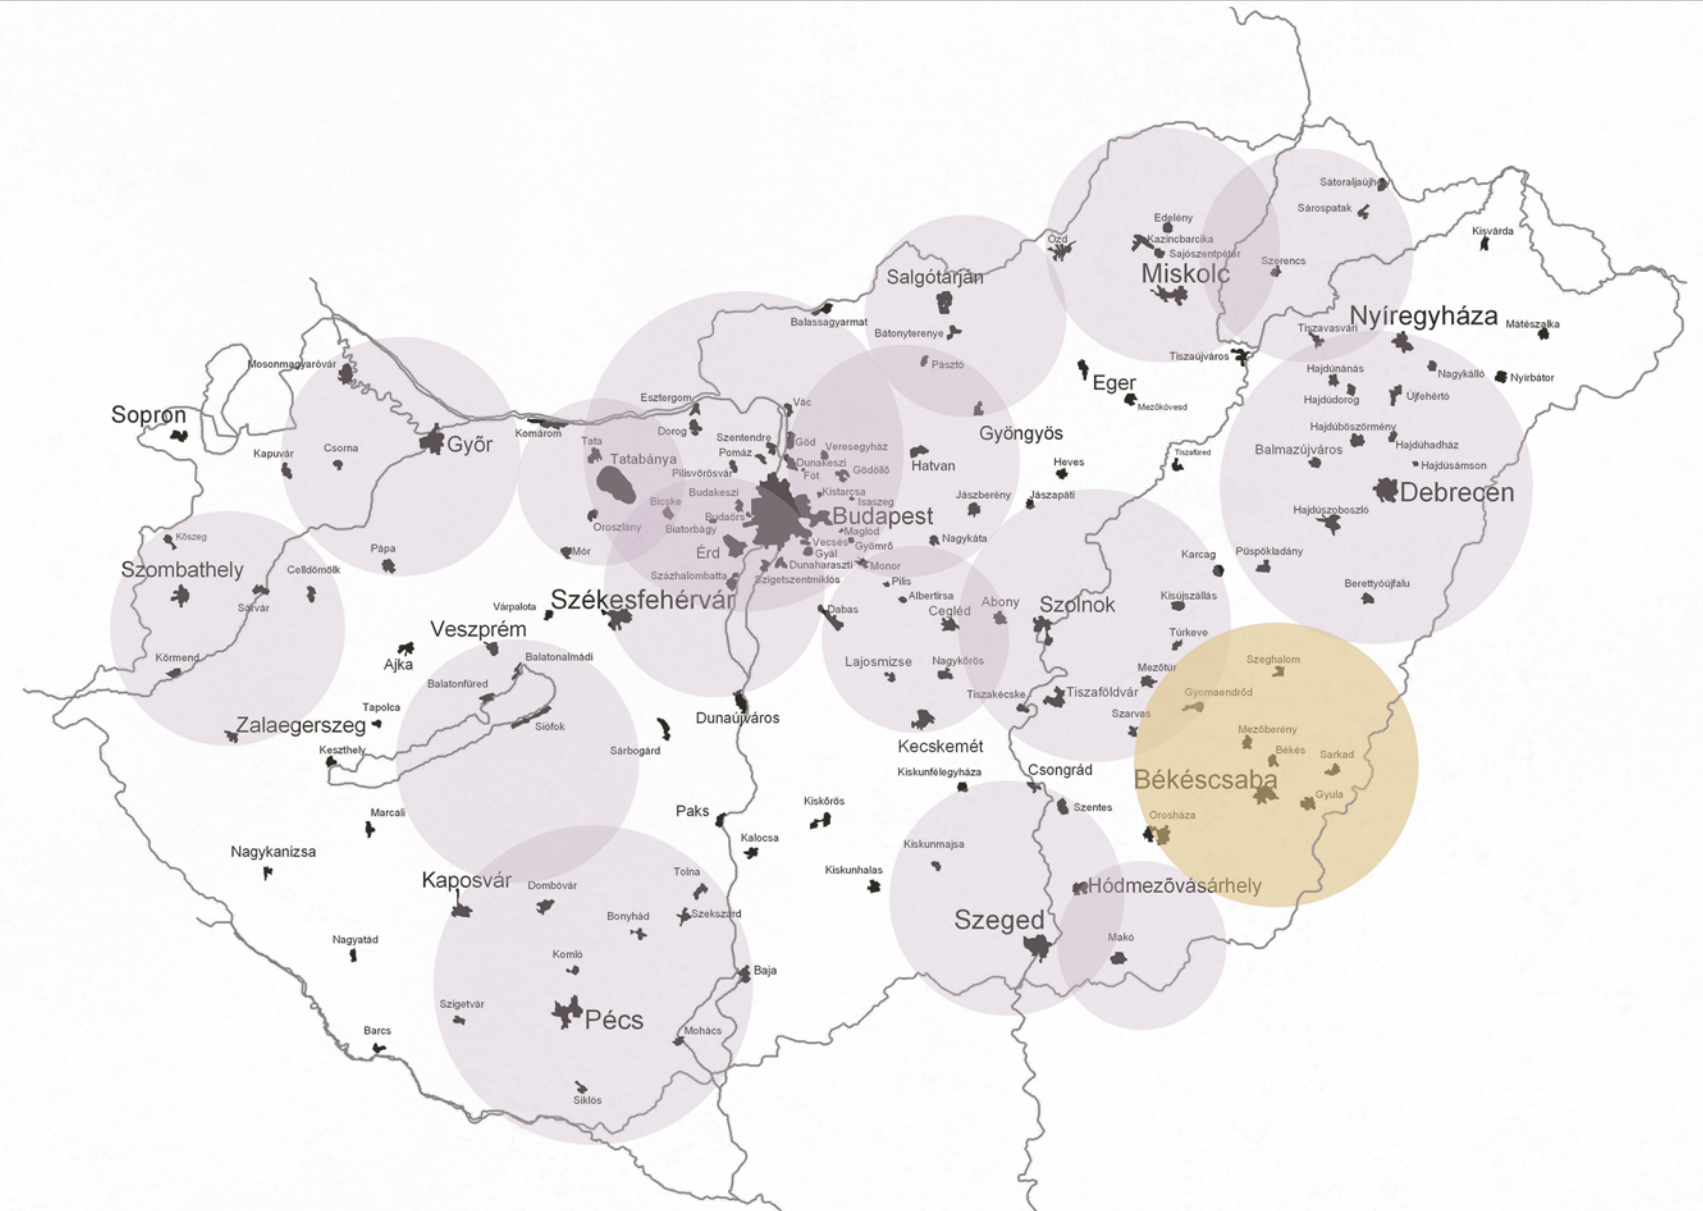 Sátoraljaújhe
Sárospatak
Edelény
Kisvárda
Ózd
Kazincbarcika
Sajószentpéter
Szerencs
Miskolc
Salgótarján
Nyíregyháza
Balassagyarmat
Mátészalka
Tiszavasvári
Bátonyterenye
Tiszaújváros
Mosonmagyaróvár
Pásztó
Hajdúnánás
Nagykálló
Nyírbátor
Eger
Esztergom
Vác
Hajdúdorog
Újfehértó
Mezőkövesd
Sopron
Komárom
Dorog
Szentendre
Gyöngyös
Hajdúböszörmény
Győr
Tata
Göd
Veresegyház
Hajdúhadház
Kapuvár
Csorna
Pomáz
Balmazújváros
Tiszafüred
Tatabánya
Dunakeszi
Hatvan
Heves
Hajdúsámson
Pilisvörösvár
Fót
Gödöllő
Budakeszi
Kistarcsa
Jászberény
Jászapáti
Debrecen
Bicske
Isaszeg
Hajdúszoboszló
Budaörs
Budapest
Oroszlány
Biatorbágy
Maglód
Kőszeg
Érd
Vecsés
Gyömrő
Nagykáta
Pápa
Mór
Gyál
Karcag
Püspökladány
Szombathely
Celldömölk
Százhalombatta
Dunaharaszti
Monor
Szigetszentmiklós
Pilis
Berettyóújfalu
Albertirsa
Kisújszállás
Sárvár
Várpalota
Székesfehérvár
Dabas
Cegléd
Abony
Szolnok
Veszprém
Túrkeve
Körmend
Ajka
Balatonalmádi
Lajosmizse
Nagykőrös
Mezőtúr
Szeghalom
Balatonfüred
Tiszakécske
Tiszaföldvár
Gyomaendrőd
Tapolca
Zalaegerszeg
Siófok
Dunaújváros
Szarvas
Mezőberény
Keszthely
Sárbogárd
Kecskemét
Békés
Sarkad
Kiskunfélegyháza
Csongrád
Békéscsaba
Gyula
Marcali
Paks
Kiskőrös
Szentes
Orosháza
Kalocsa
Kiskunmajsa
Nagykanizsa
Kaposvár
Dombóvár
Tolna
Kiskunhalas
Hódmezõvásárhely
Bonyhád
Szekszárd
Szeged
Nagyatád
Makó
Komló
Baja
Szigetvár
Pécs
Barcs
Mohács
Siklós